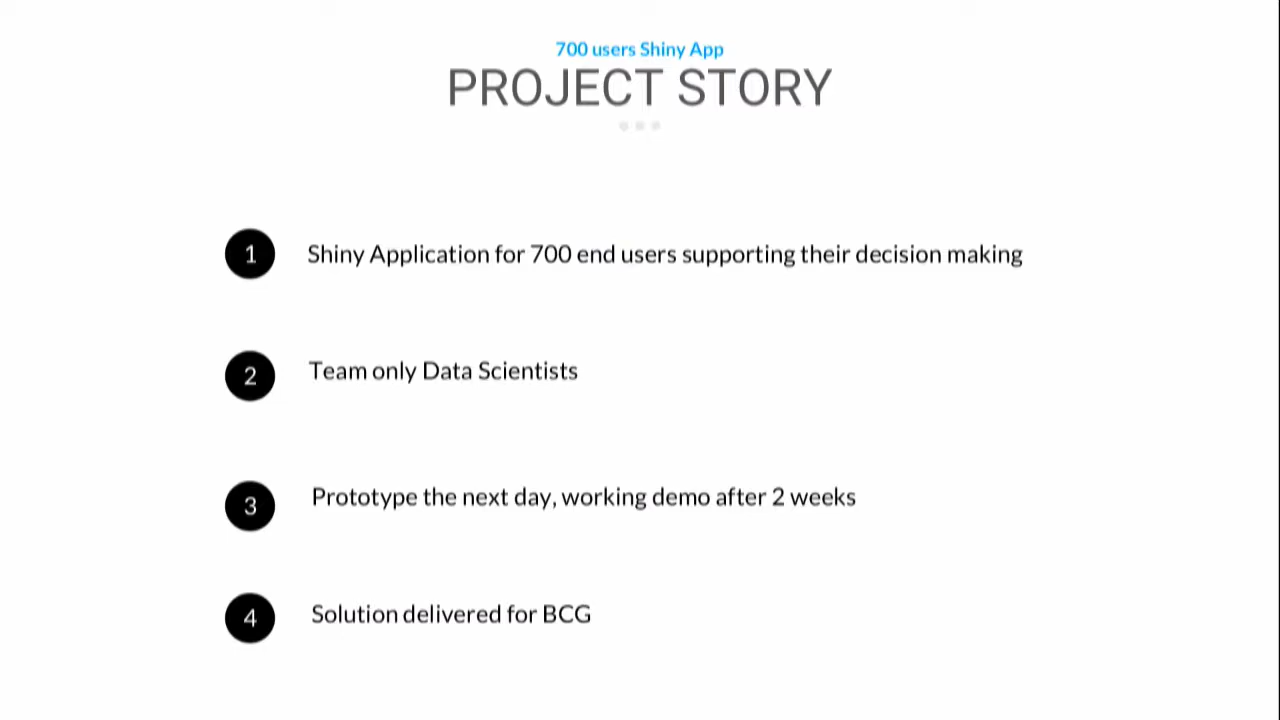 700 users Shiny App
PROJECT STORY
1 Shiny Application for 700 end users supporting their decision making
2 Team only Data Scientists
3 Prototype the next day, working demo after 2 weeks
4 Solution delivered for BCG